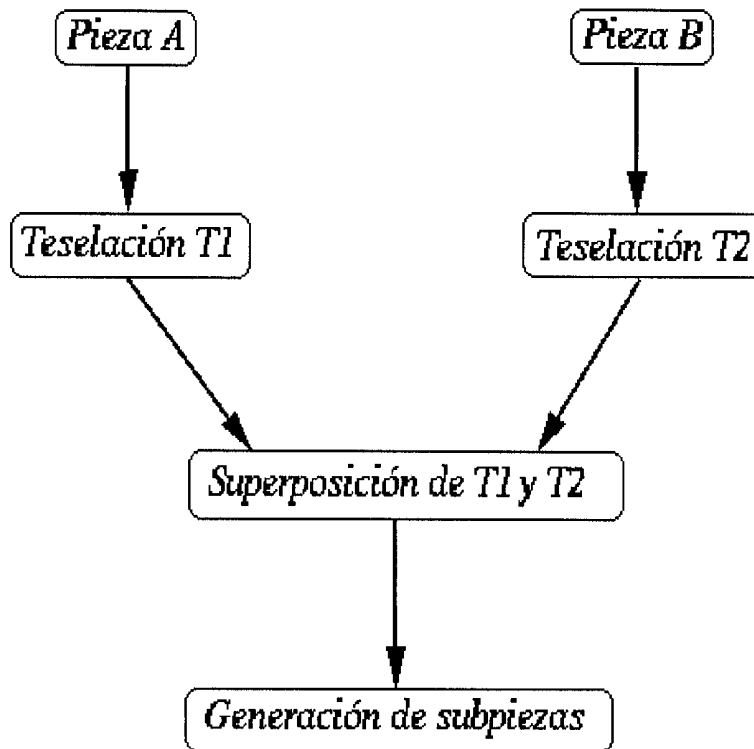 Pieza A
Pieza B
Teselación T1
Teselación T2
Superposición de T1 y T2
Generación de subpiezas